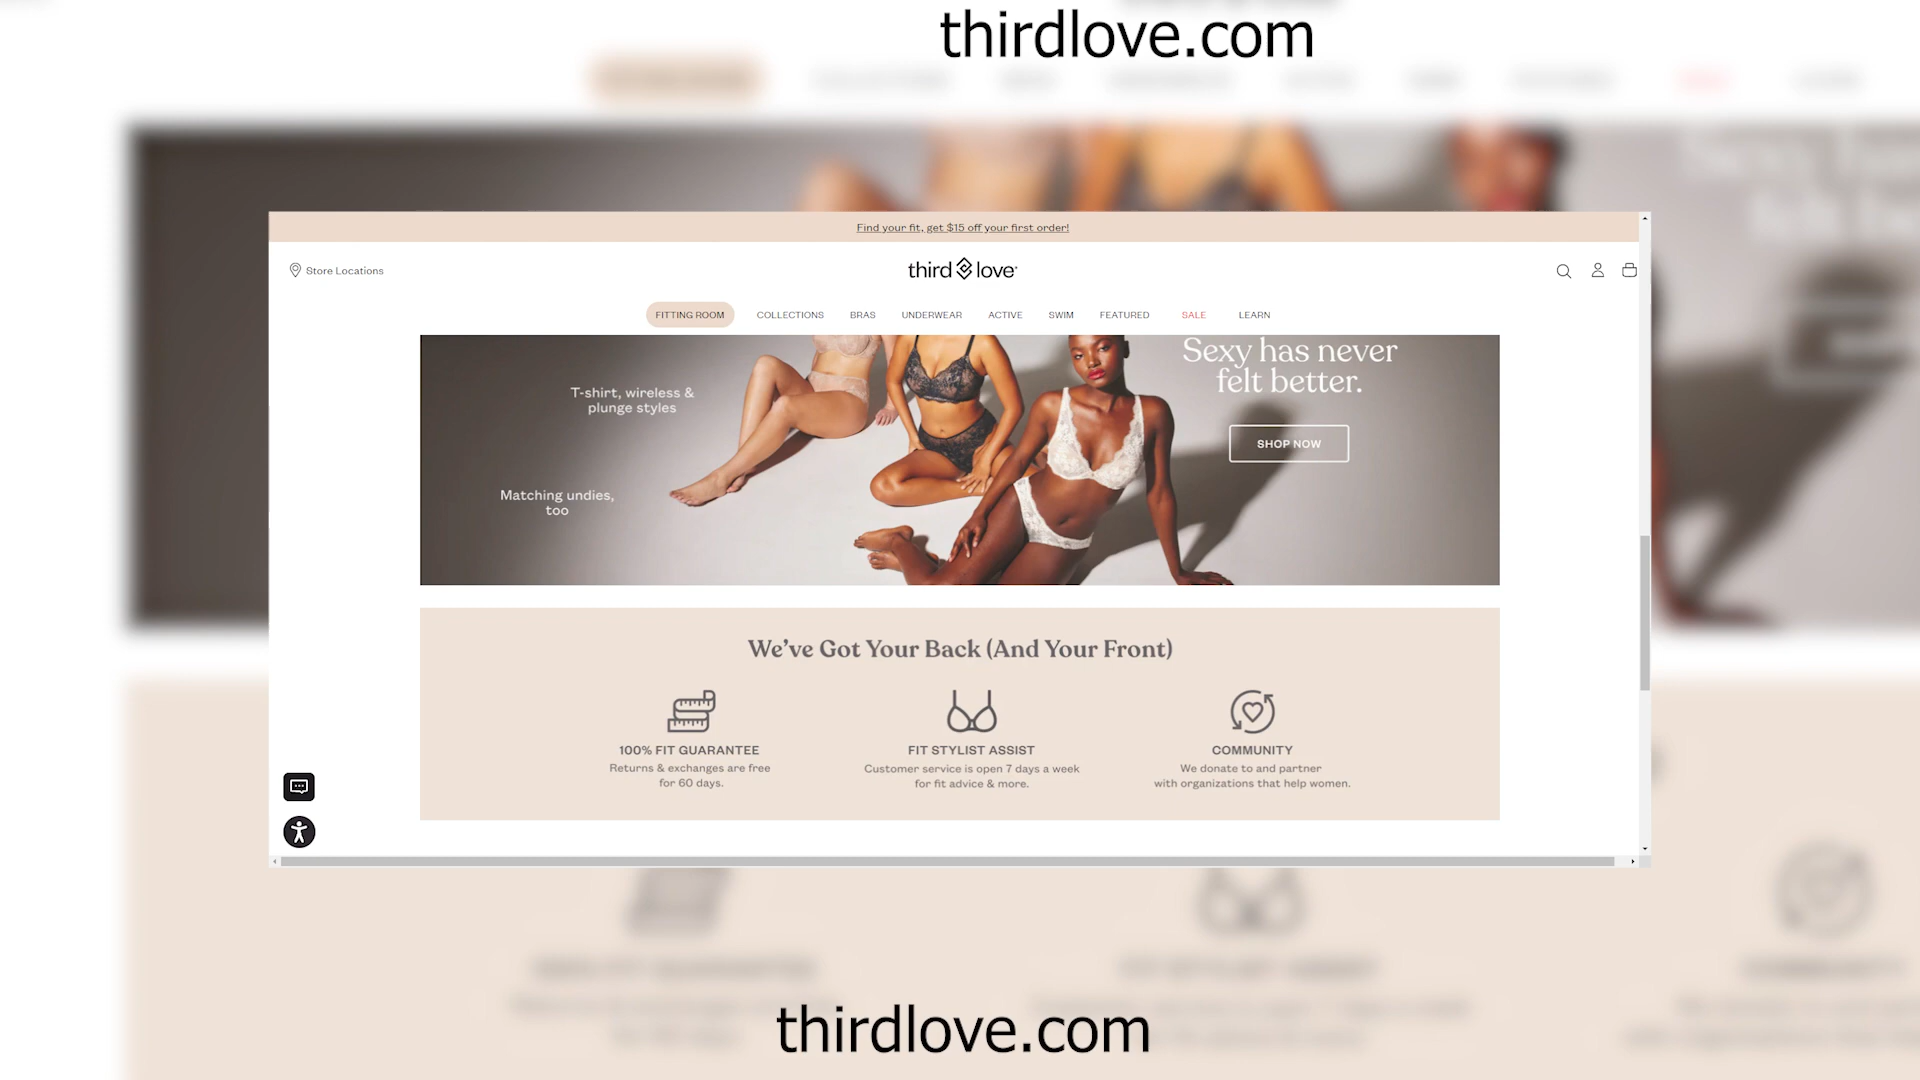 thirdlove.com
Find your fit, get $15 off your first order!
Store Locations
third love
FITTING ROOM COLLECTIONS BRAS UNDERWEAR ACTIVE SWIM FEATURED SALE LEARN
Sexy has never
felt better.
T-shirt, wireless &
plunge styles
SHOP NOW
Matching undies,
too
We've Got Your Back (And Your Front)
100% FIT GUARANTEE
Returns & exchanges are free
for 60 days.
FIT STYLIST ASSIST
Customer service is open 7 days a week
for fit advice & more.
COMMUNITY
We donate to and partner
with organizations that help women.
thirdlove.com